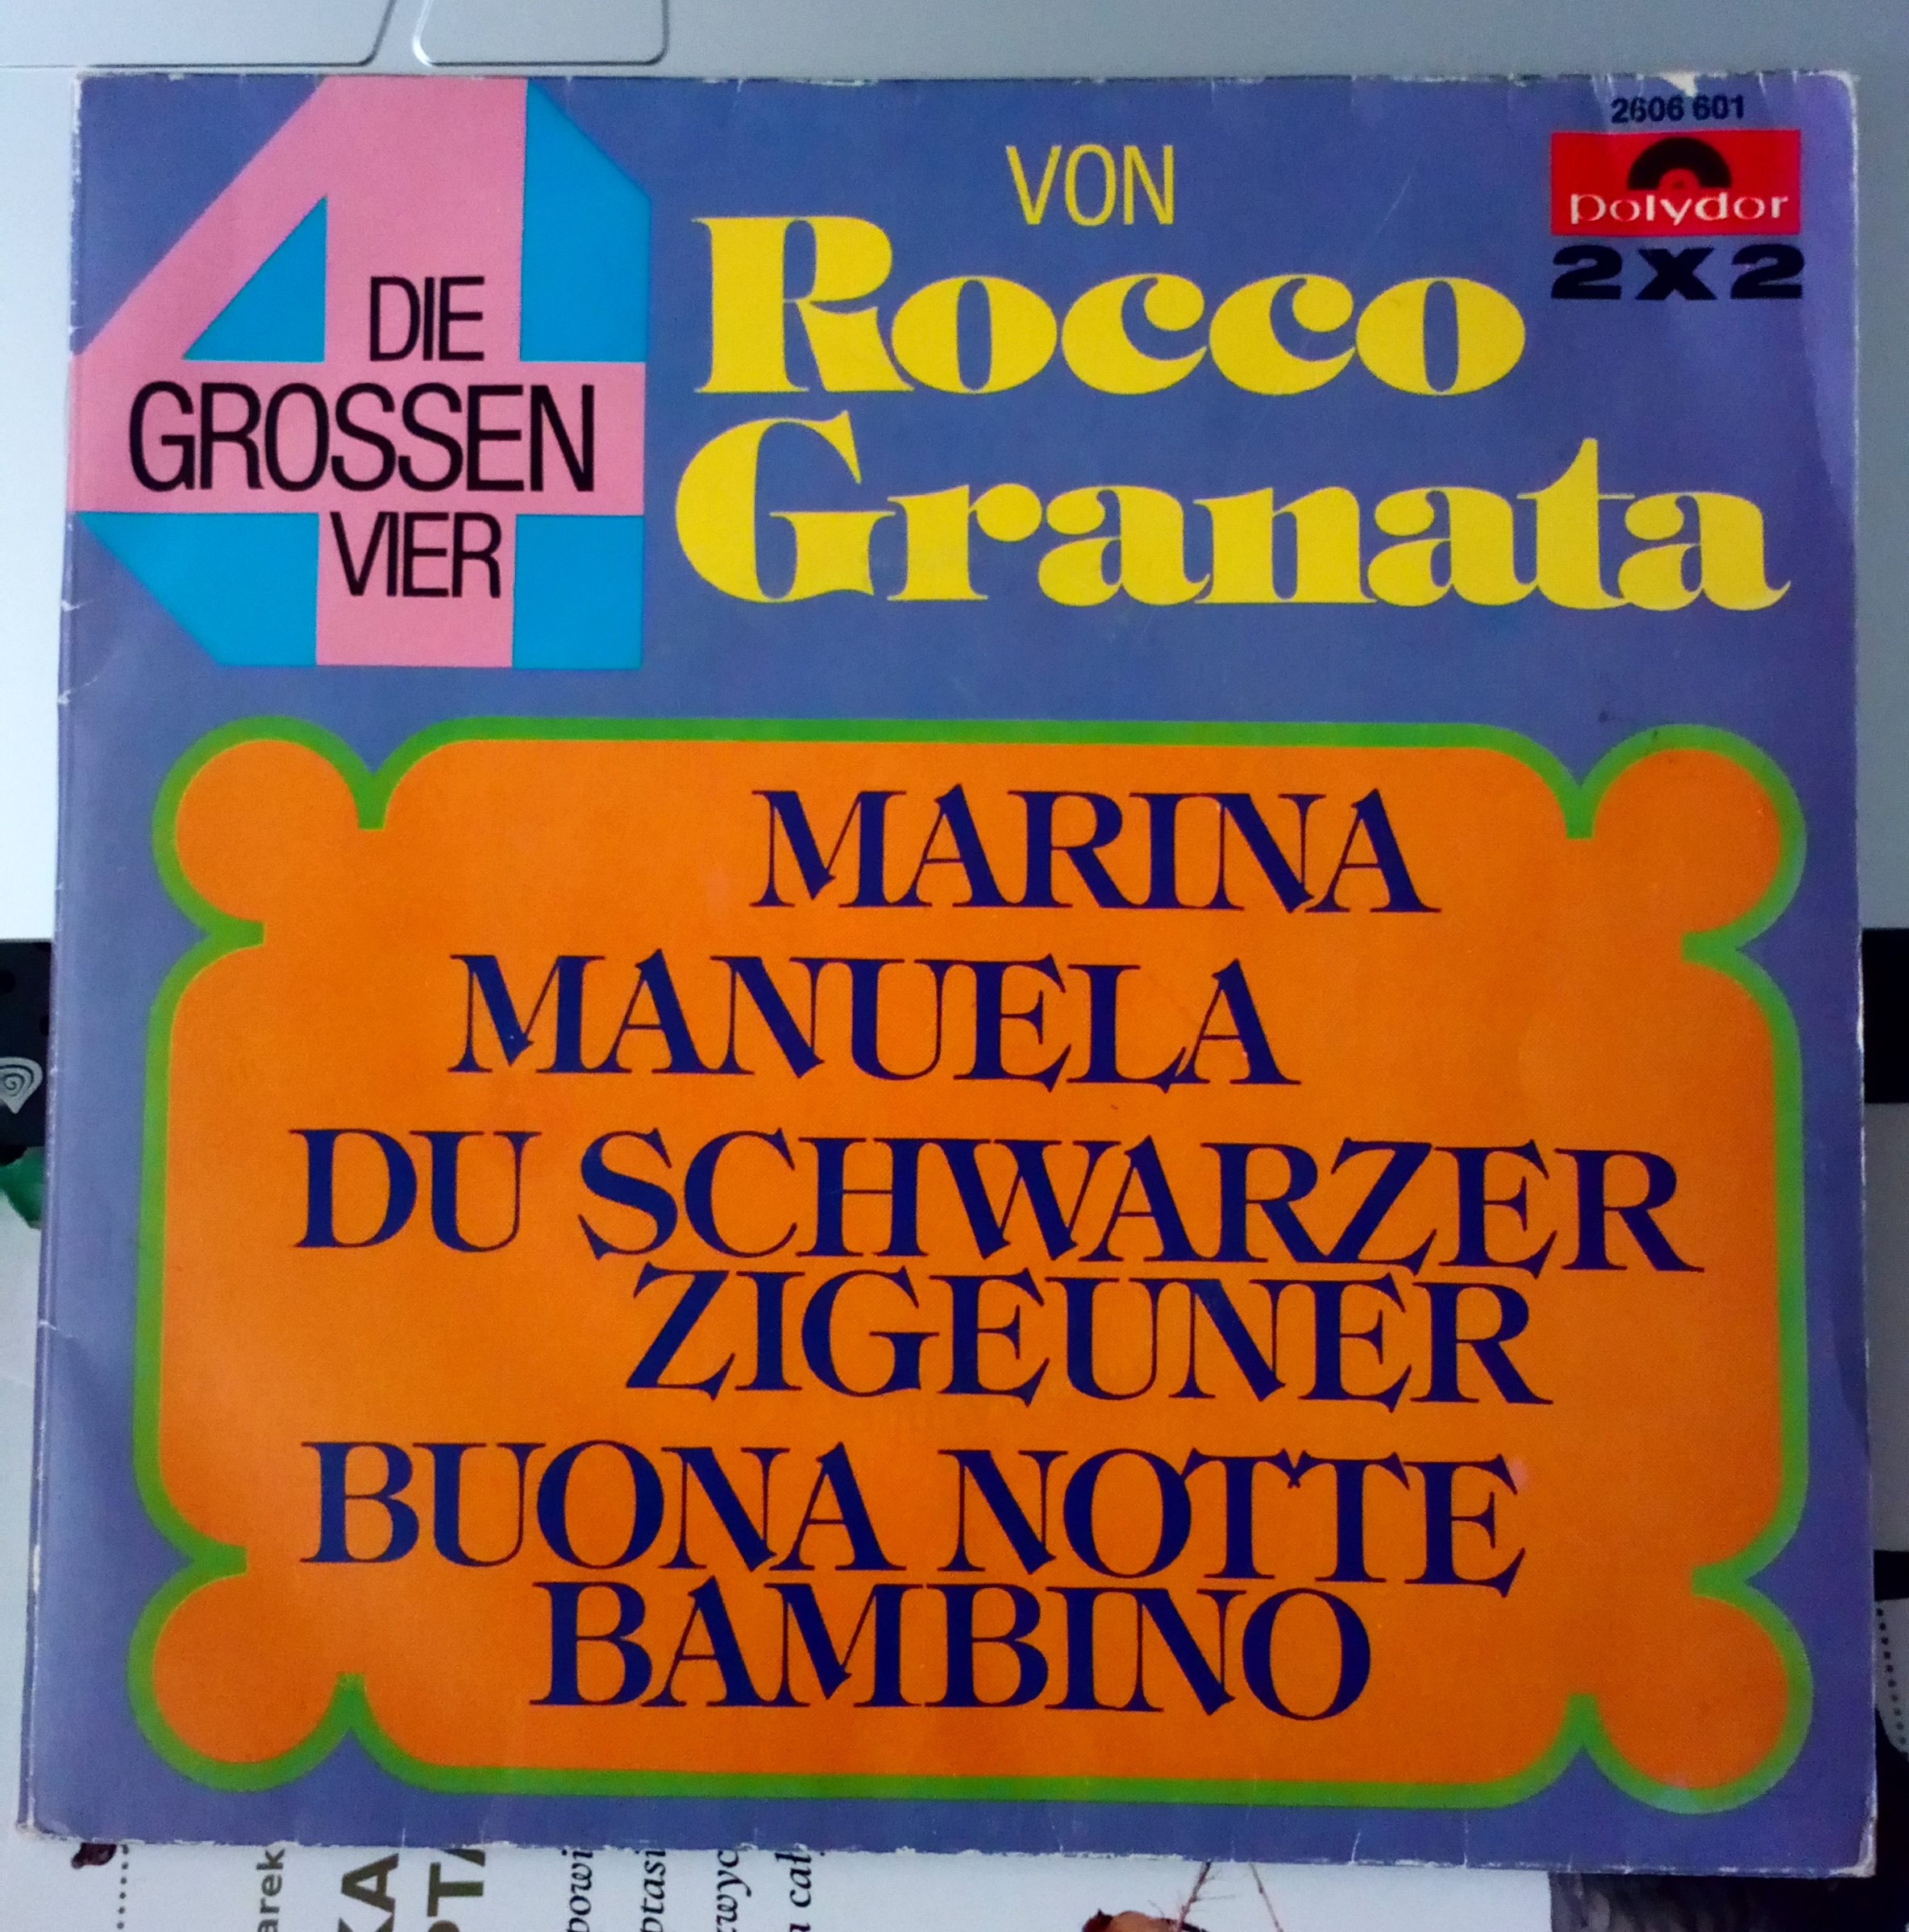 DIE
GROSSEN
VIER
VON
Rocco
Granata
2606 601
polydor
2X2
MARINA
MANUELA
DU SCHWARZER
ZIGEUNER
BUONA NOTTE
BAMBINO